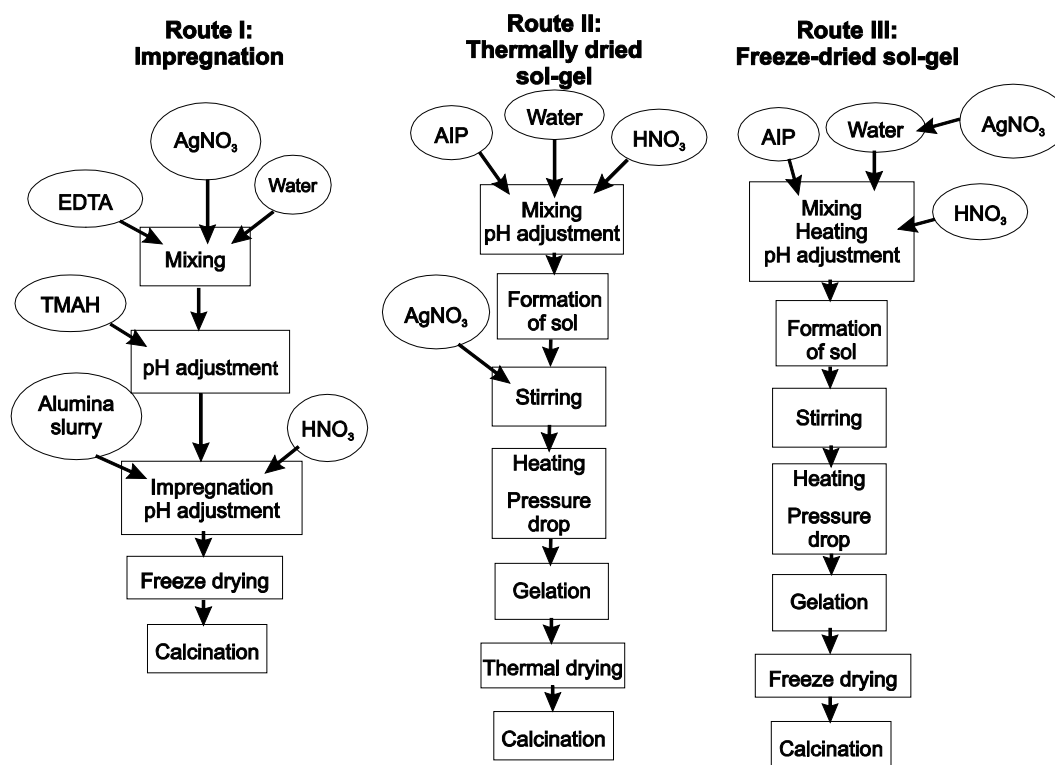 Route I:
Impregnation
AgNO₃
EDTA
Water
Mixing
TMAH
pH adjustment
Alumina
slurry
HNO₃
Impregnation
pH adjustment
Freeze drying
Calcination
Route II:
Thermally dried
sol-gel
AIP
Water
HNO₃
Mixing
pH adjustment
Formation
of sol
AgNO₃
Stirring
Heating
Pressure
drop
Gelation
Thermal drying
Calcination
Route III:
Freeze-dried sol-gel
AIP
Water
AgNO₃
HNO₃
Mixing
Heating
pH adjustment
Formation
of sol
Stirring
Heating
Pressure
drop
Gelation
Freeze drying
Calcination